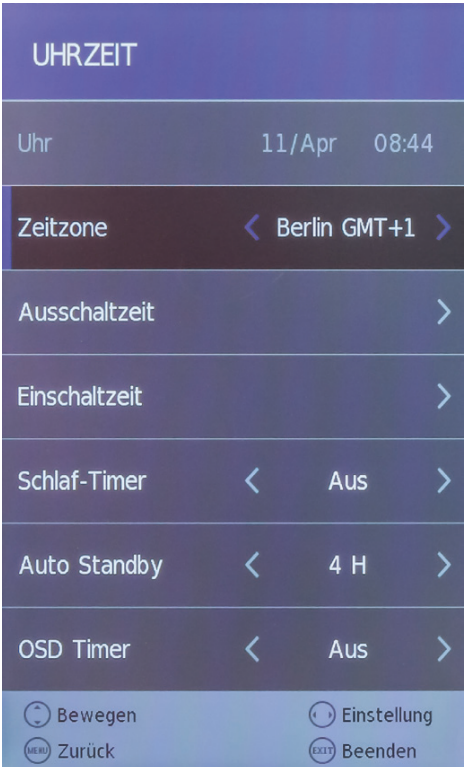 UHRZEIT
Uhr 11/Apr 08:44
Zeitzone Berlin GMT+1
Ausschaltzeit
Einschaltzeit
Schlaf-Timer Aus
Auto Standby 4 H
OSD Timer Aus
Bewegen Einstellung
MENU Zurück EXIT Beenden